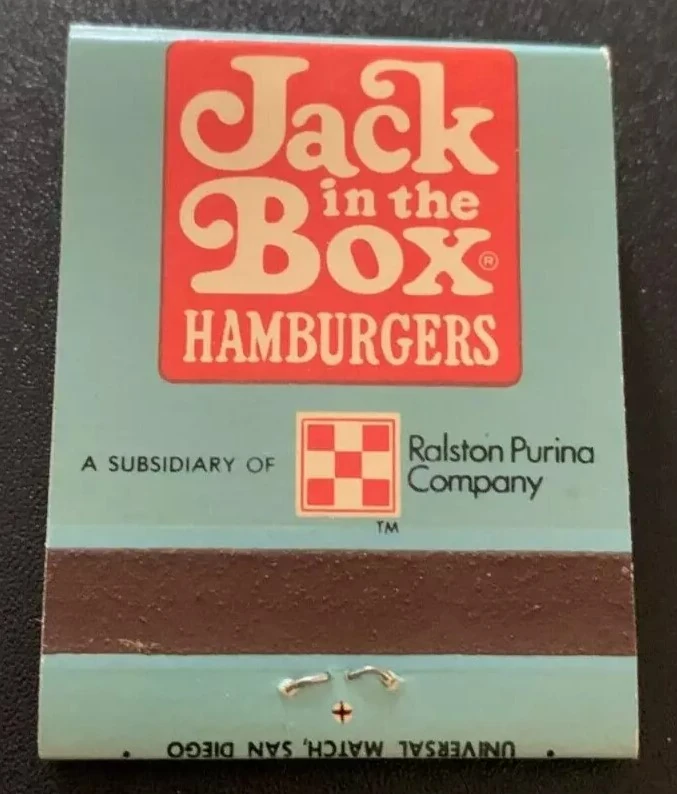 Jack
in the
Box®
HAMBURGERS
A SUBSIDIARY OF
Ralston Purina
Company
TM
• UNIVERSAL MATCH, SAN DIEGO •